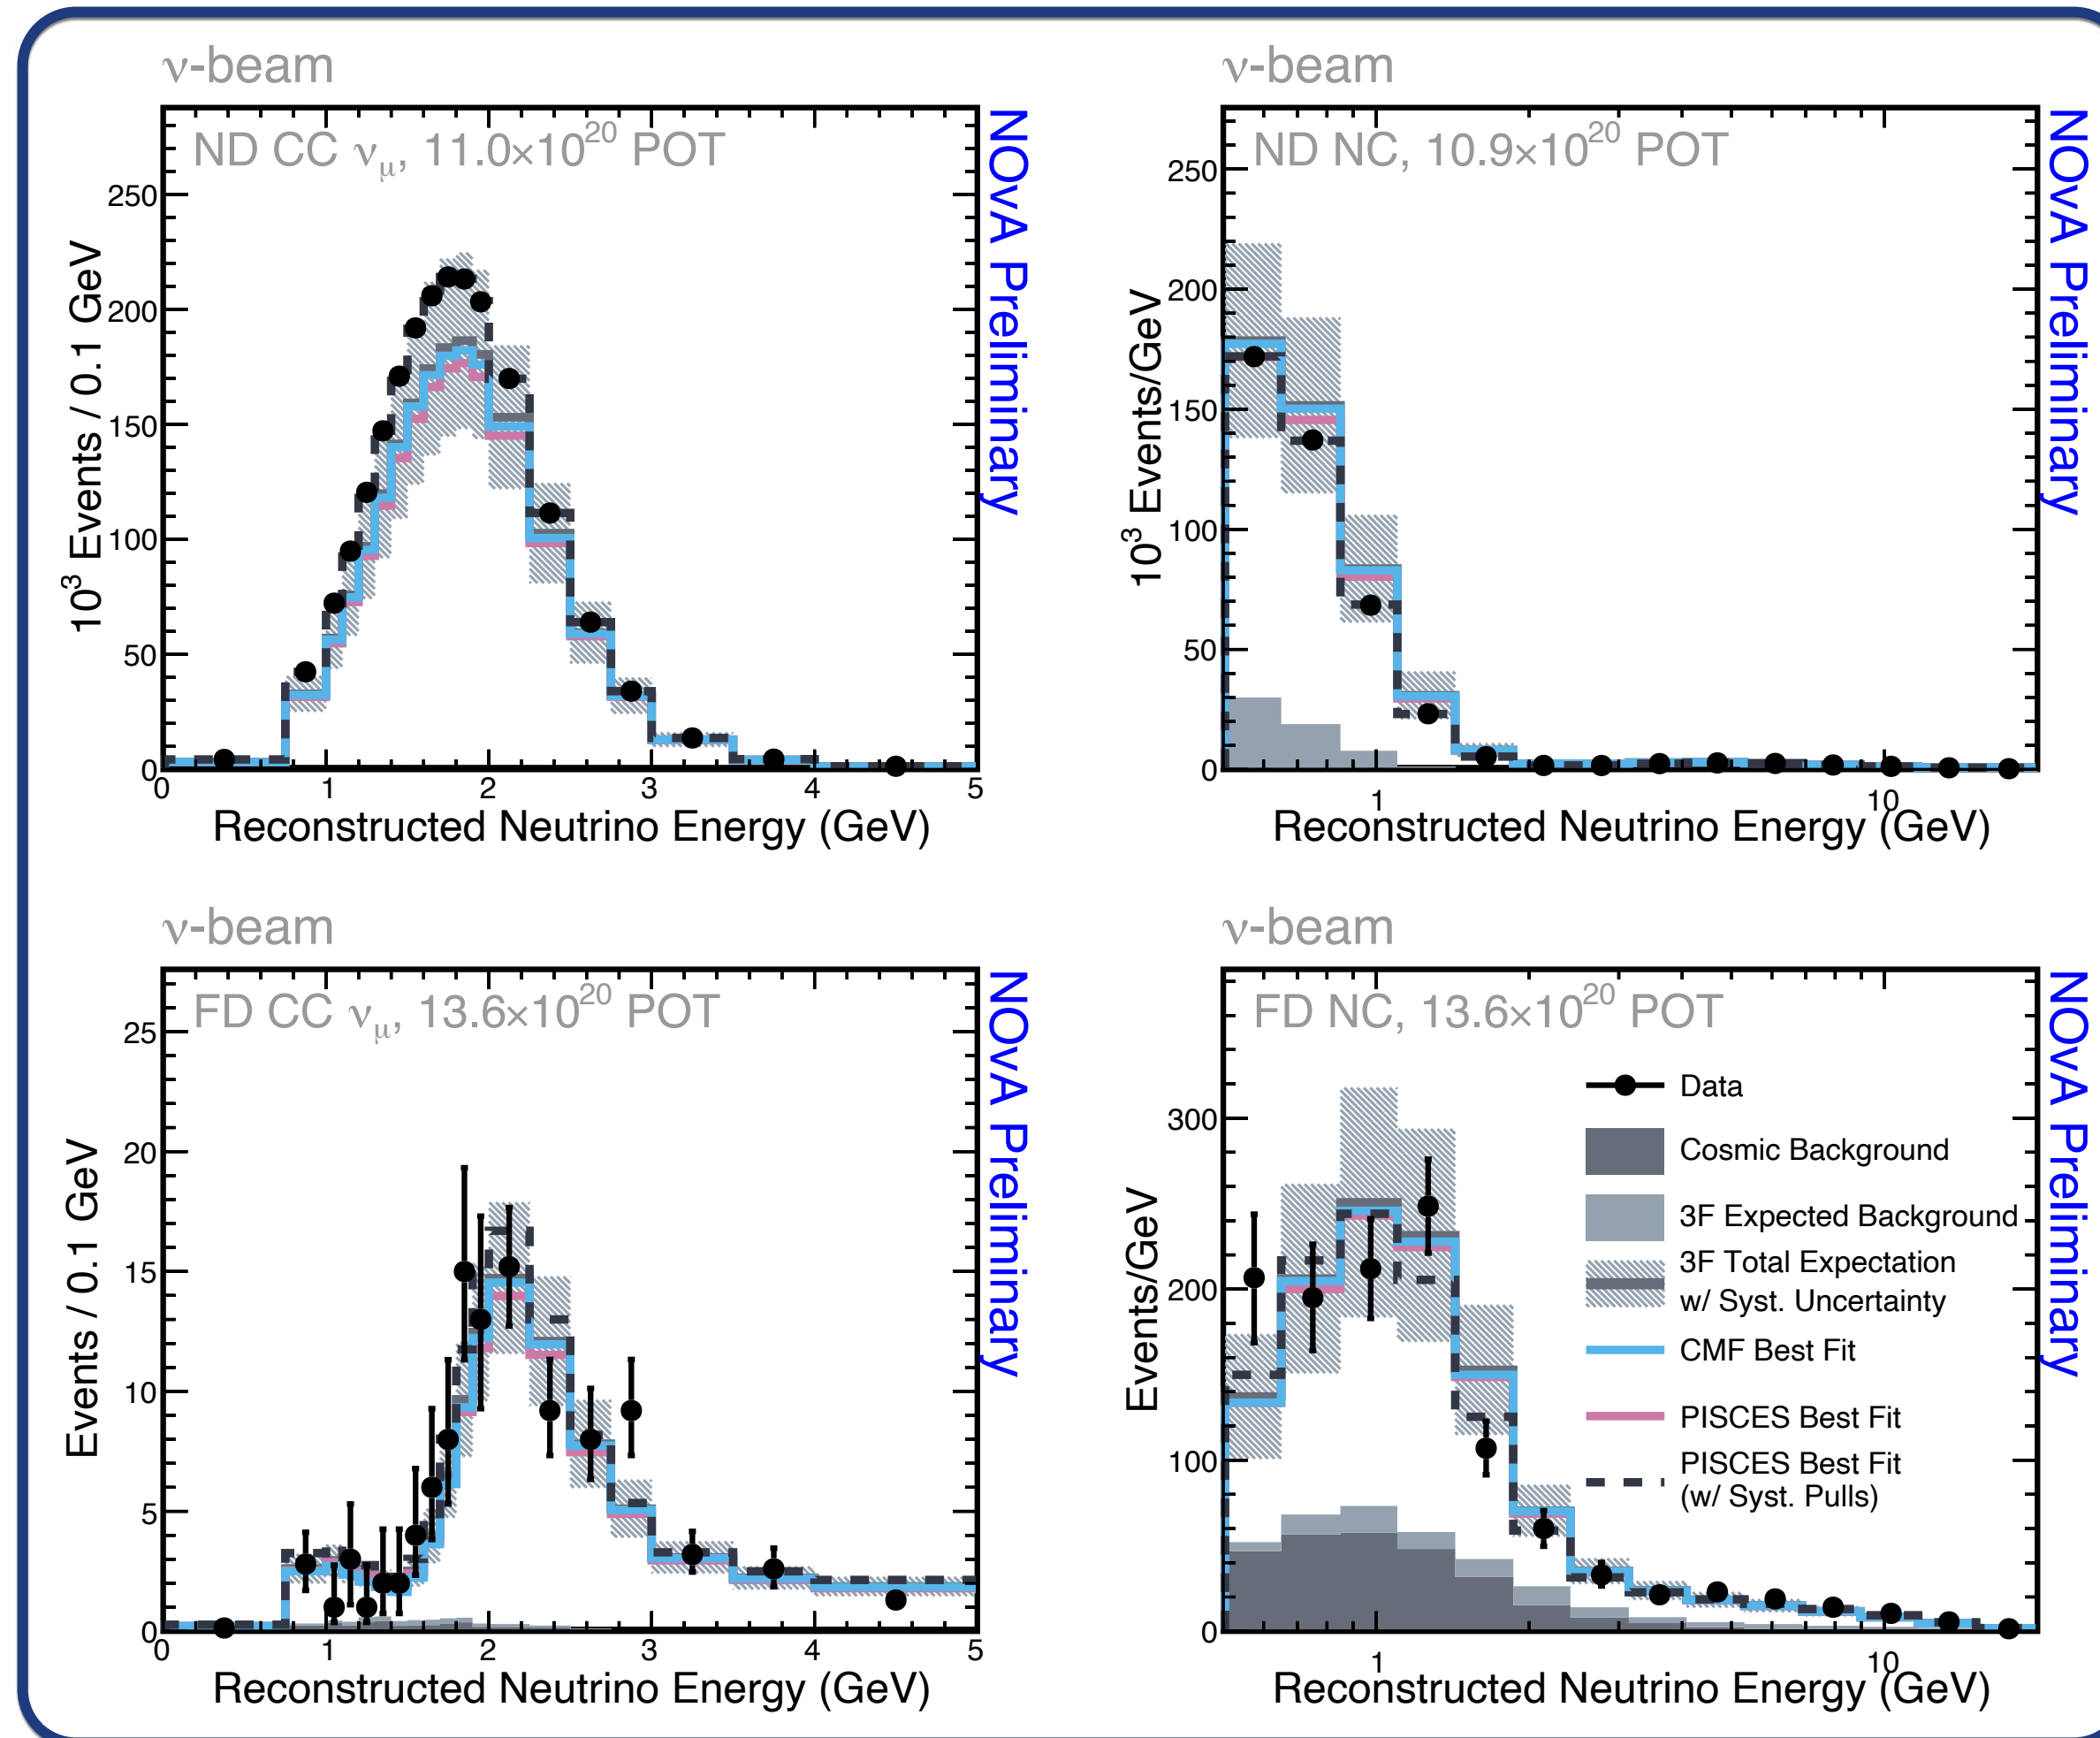 ν-beam
ND CC νμ, 11.0×10^20 POT
NOvA Preliminary
10^3 Events / 0.1 GeV
250
200
150
100
50
0
0 1 2 3 4 5
Reconstructed Neutrino Energy (GeV)
ν-beam
ND NC, 10.9×10^20 POT
NOvA Preliminary
10^3 Events/GeV
250
200
150
100
50
0
1 10
Reconstructed Neutrino Energy (GeV)
ν-beam
FD CC νμ, 13.6×10^20 POT
NOvA Preliminary
Events / 0.1 GeV
25
20
15
10
5
0
0 1 2 3 4 5
Reconstructed Neutrino Energy (GeV)
ν-beam
FD NC, 13.6×10^20 POT
NOvA Preliminary
Events/GeV
300
200
100
0
Data
Cosmic Background
3F Expected Background
3F Total Expectation
w/ Syst. Uncertainty
CMF Best Fit
PISCES Best Fit
PISCES Best Fit
(w/ Syst. Pulls)
1 10
Reconstructed Neutrino Energy (GeV)